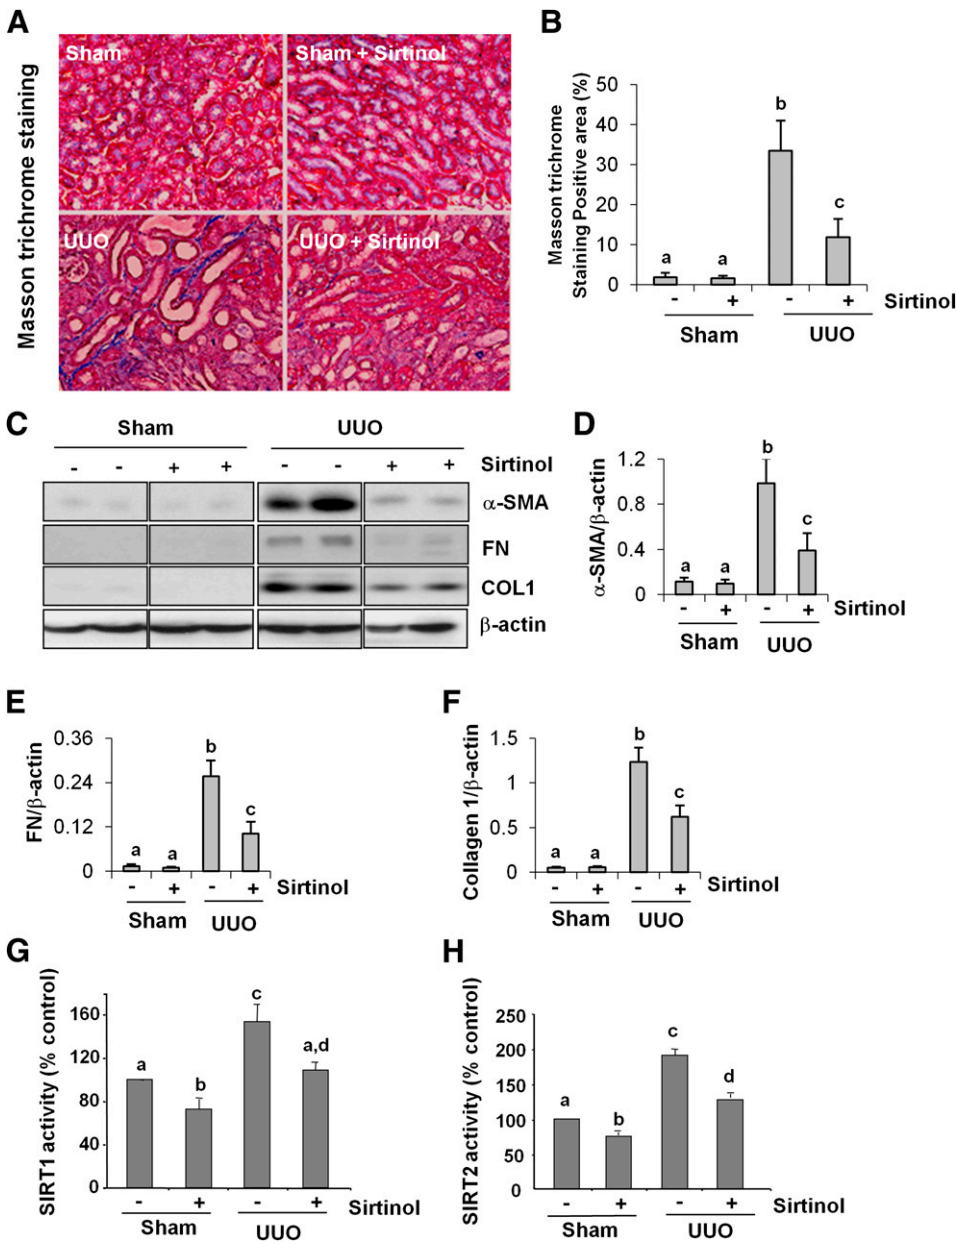 A
Masson trichrome staining
Sham
Sham + Sirtinol
UUO
UUO + Sirtinol
B
Masson trichrome
Staining Positive area (%)
50
40
30
20
10
0
a
a
b
c
- + - + Sirtinol
Sham UUO
C
Sham UUO
- - + + - - + + Sirtinol
α-SMA
FN
COL1
β-actin
D
α-SMA/β-actin
1.2
0.8
0.4
0
a
a
b
c
- + - + Sirtinol
Sham UUO
E
FN/β-actin
0.36
0.24
0.12
0
a
a
b
c
- + - + Sirtinol
Sham UUO
F
Collagen 1/β-actin
1.5
1
0.5
0
a
a
b
c
- + - + Sirtinol
Sham UUO
G
SIRT1 activity (% control)
160
120
80
40
0
a
b
c
a,d
- + - + Sirtinol
Sham UUO
H
SIRT2 activity (% control)
250
200
150
100
50
0
a
b
c
d
- + - + Sirtinol
Sham UUO